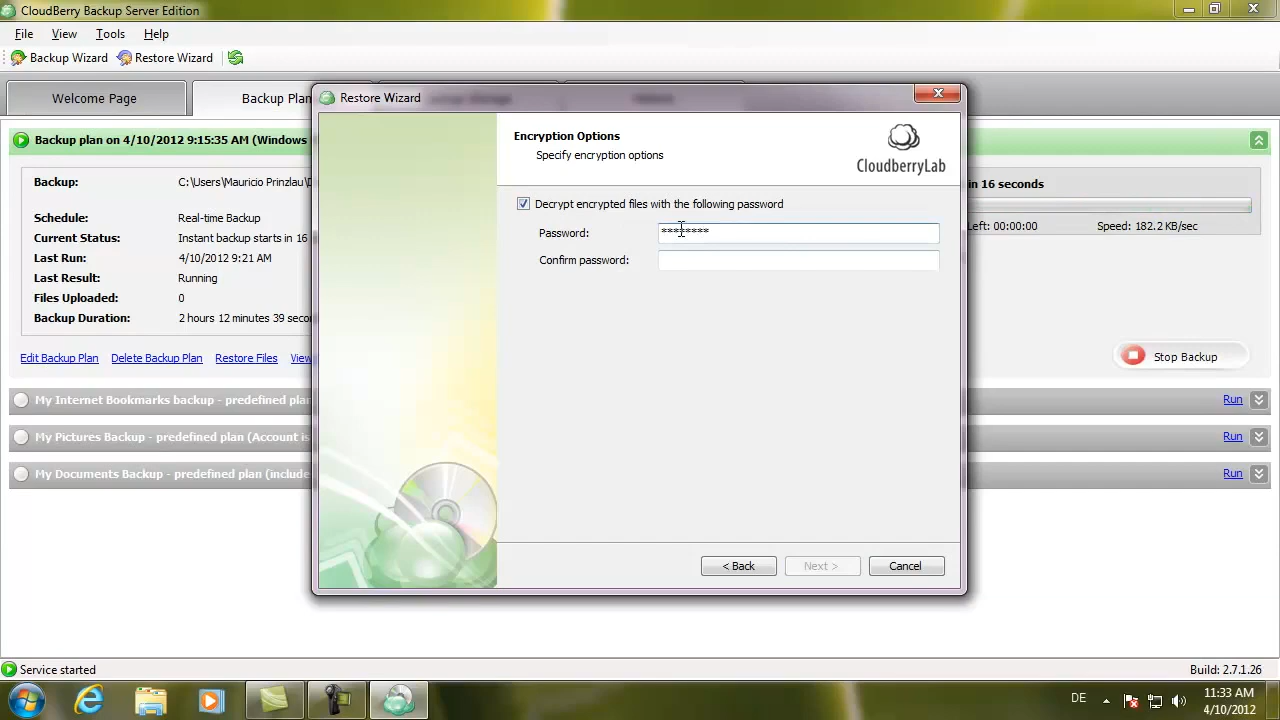 CloudBerry Backup Server Edition
File View Tools Help
Backup Wizard Restore Wizard
Welcome Page Backup Plan
Restore Wizard
Backup plan on 4/10/2012 9:15:35 AM (Windows
Encryption Options
Specify encryption options
CloudberryLab
Backup: C:\Users\Mauricio Prinzlau\D
in 16 seconds
Decrypt encrypted files with the following password
Schedule: Real-time Backup
Left: 00:00:00 Speed: 182.2 KB/sec
Password: ********
Current Status: Instant backup starts in 16
Last Run: 4/10/2012 9:21 AM
Confirm password:
Last Result: Running
Files Uploaded: 0
Backup Duration: 2 hours 12 minutes 39 seco
Edit Backup Plan Delete Backup Plan Restore Files View
Stop Backup
My Internet Bookmarks backup - predefined plan
Run
My Pictures Backup - predefined plan (Account is
Run
My Documents Backup - predefined plan (include
Run
< Back Next > Cancel
Service started
Build: 2.7.1.26
DE
11:33 AM
4/10/2012